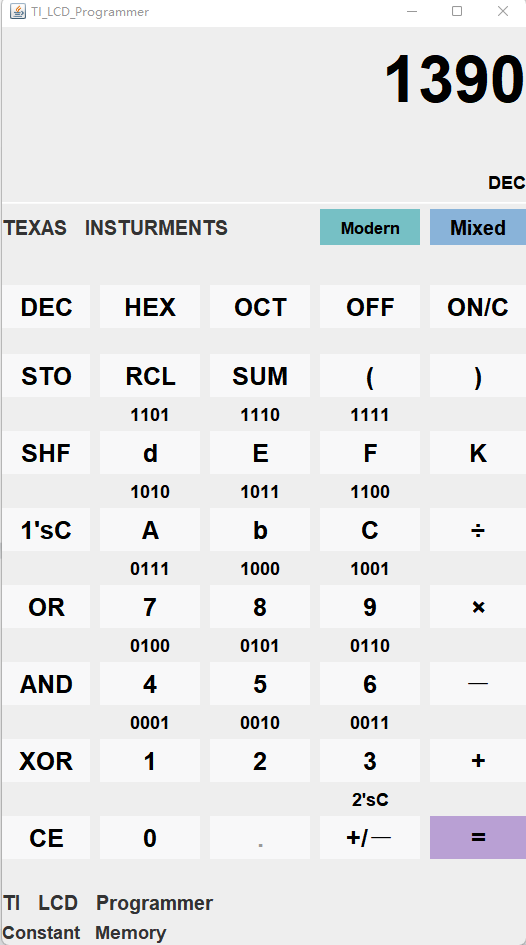 TI_LCD_Programmer
1390
DEC
TEXAS INSTURMENTS Modern Mixed
DEC HEX OCT OFF ON/C
STO RCL SUM ( )
1101 1110 1111
SHF d E F K
1010 1011 1100
1'sC A b C ÷
0111 1000 1001
OR 7 8 9 ×
0100 0101 0110
AND 4 5 6 —
0001 0010 0011
XOR 1 2 3 +
2'sC
CE 0 . +/— =
TI LCD Programmer
Constant Memory